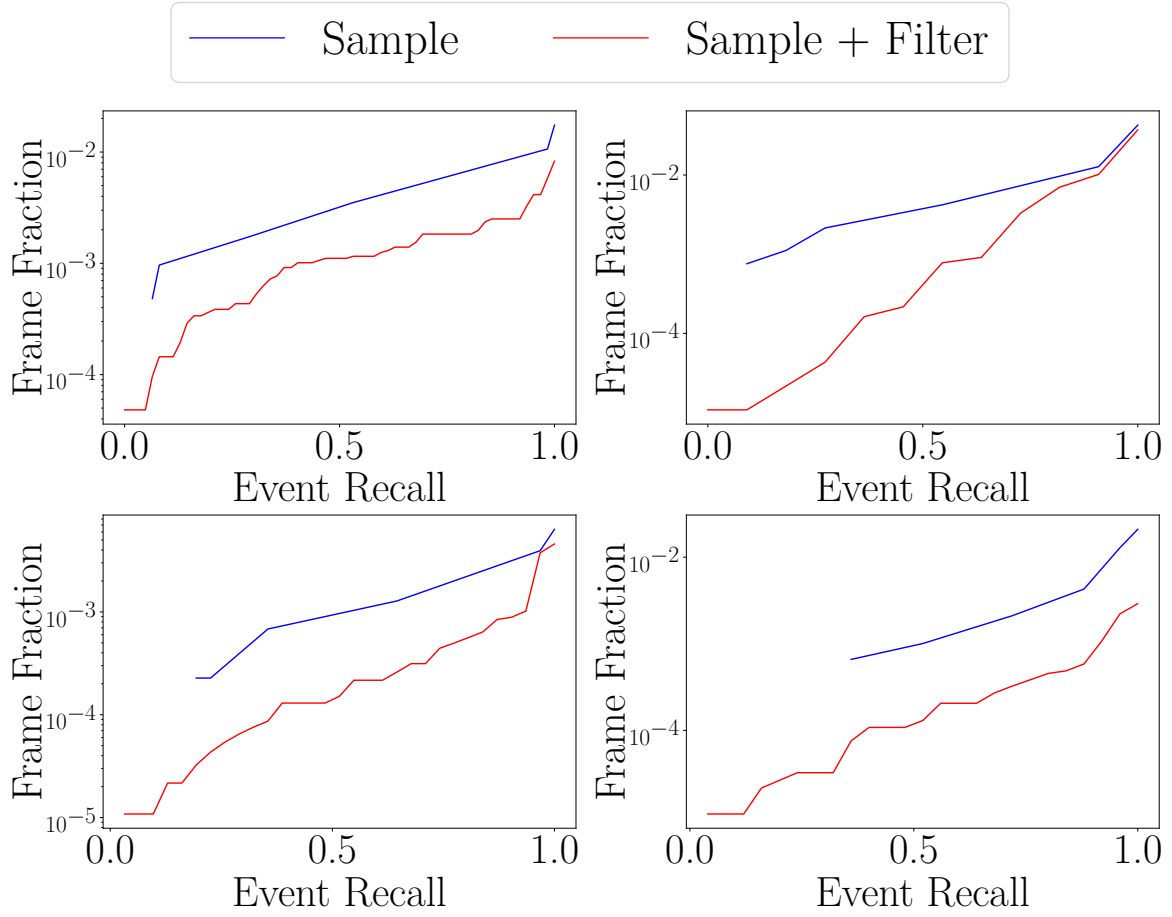 Sample
Sample + Filter
Frame Fraction
10⁻²
10⁻³
10⁻⁴
0.0 0.5 1.0
Event Recall
Frame Fraction
10⁻²
10⁻⁴
0.0 0.5 1.0
Event Recall
Frame Fraction
10⁻³
10⁻⁴
10⁻⁵
0.0 0.5 1.0
Event Recall
Frame Fraction
10⁻²
10⁻⁴
0.0 0.5 1.0
Event Recall